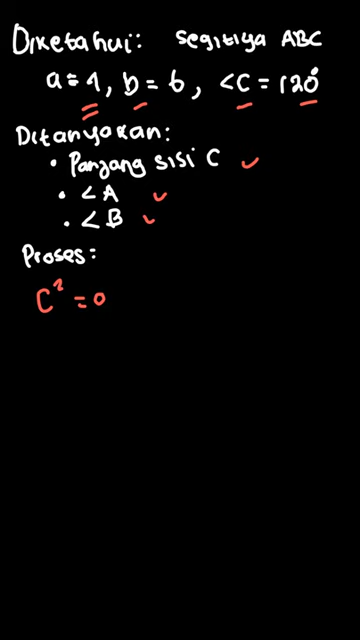 Diketahui: segitiga ABC
a = 4, b = 6, <C = 120°
Ditanyakan:
• Panjang sisi C
• < A
• < B
Proses:
C² = a